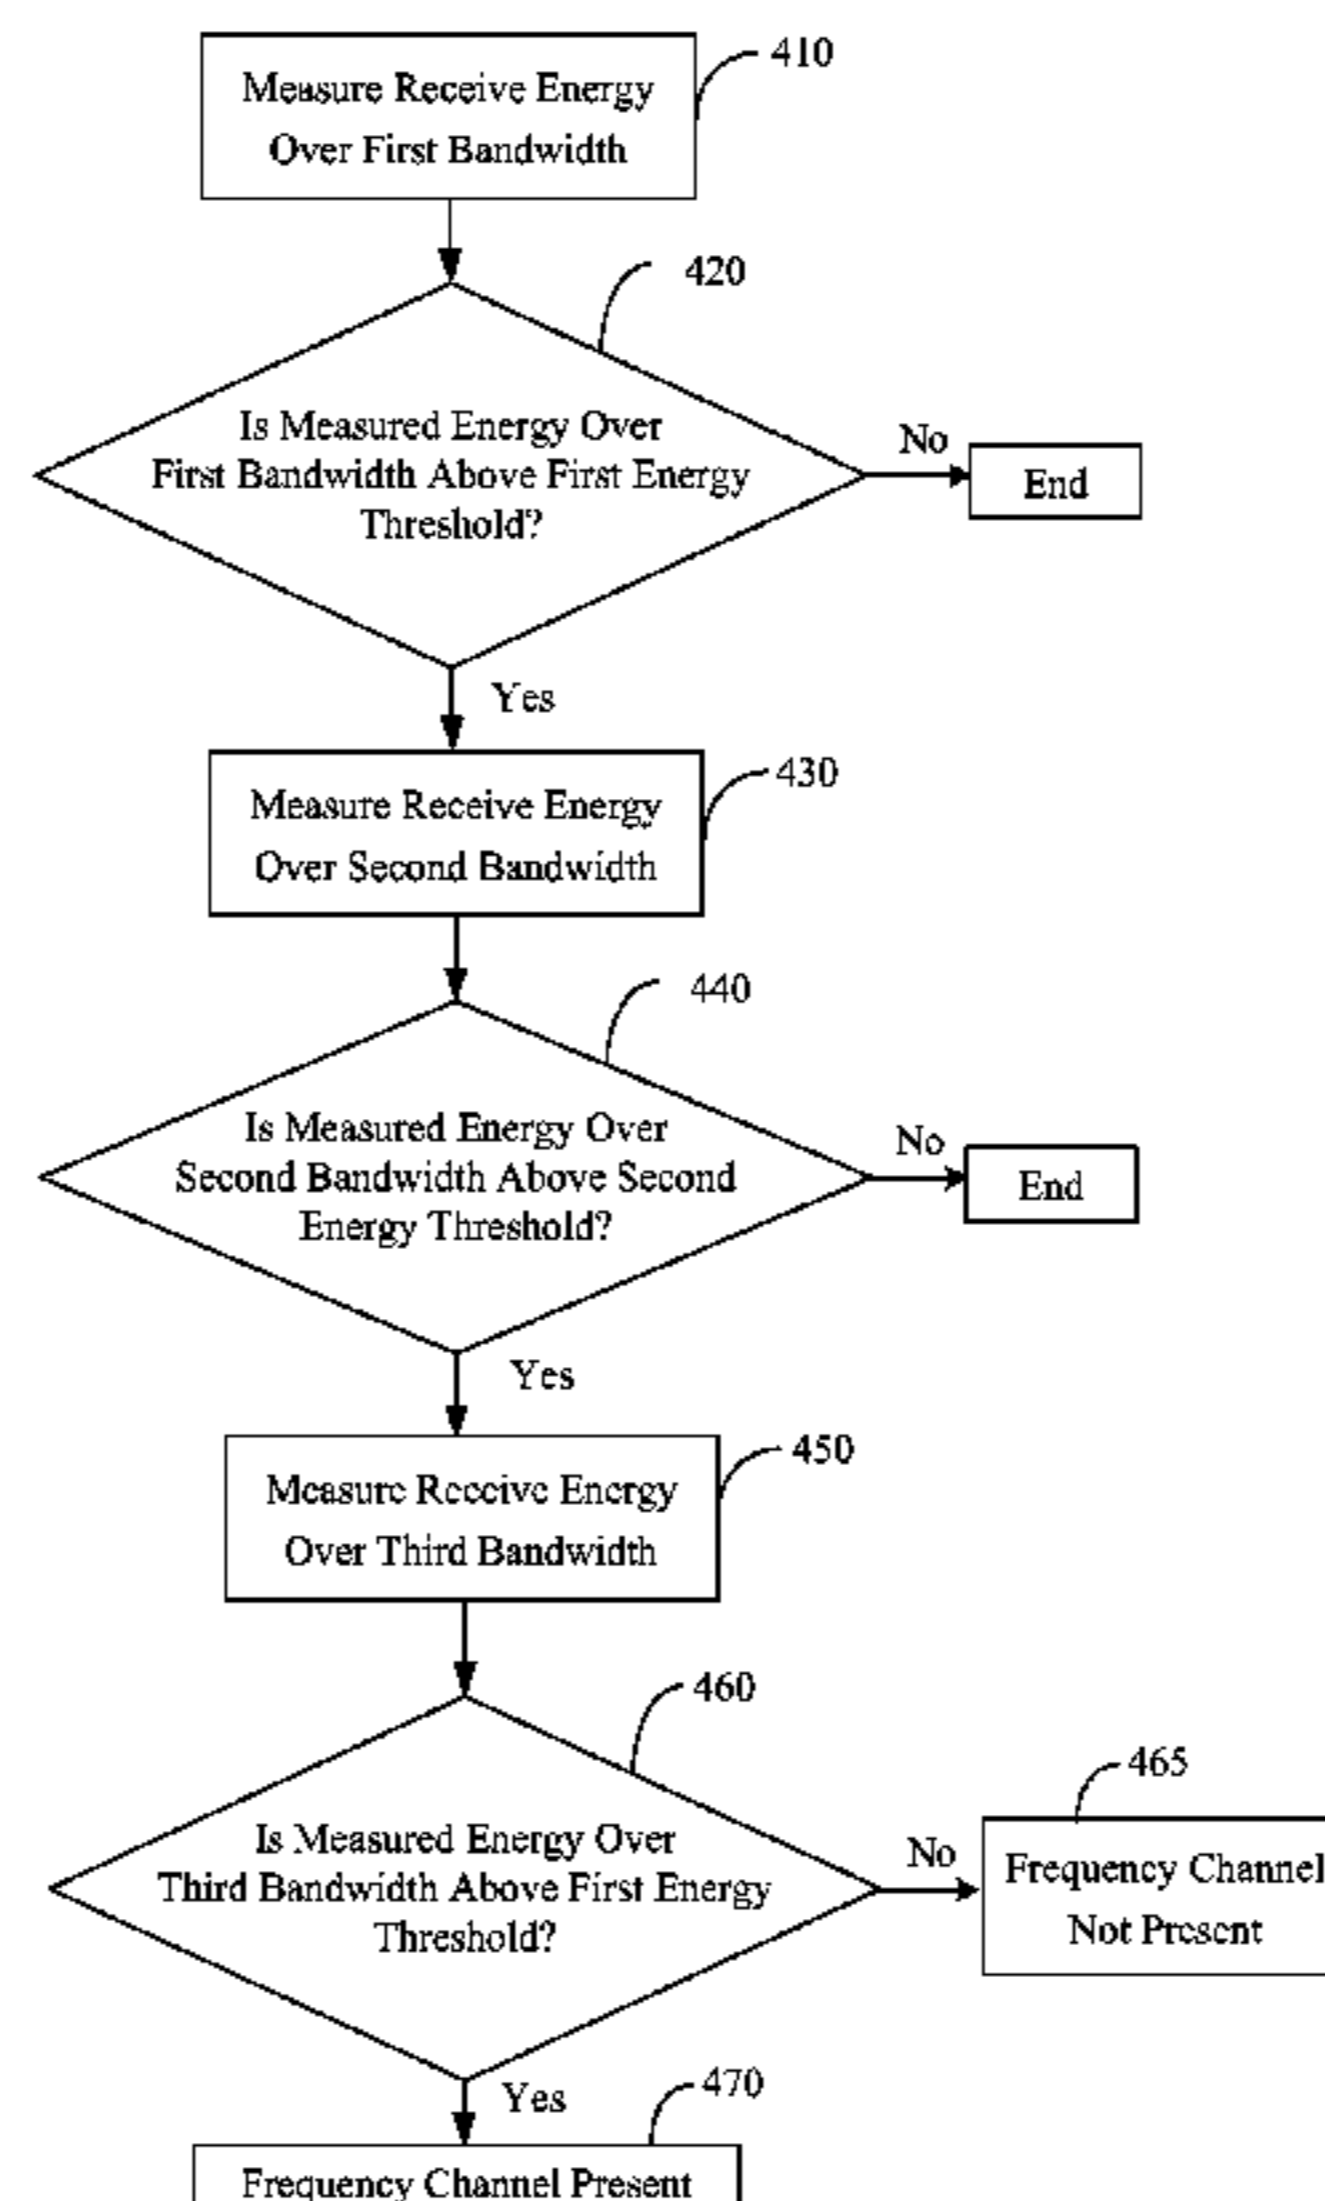 Measure Receive Energy
Over First Bandwidth
410
420
Is Measured Energy Over
First Bandwidth Above First Energy
Threshold?
No
End
Yes
Measure Receive Energy
Over Second Bandwidth
430
440
Is Measured Energy Over
Second Bandwidth Above Second
Energy Threshold?
No
End
Yes
Measure Receive Energy
Over Third Bandwidth
450
460
Is Measured Energy Over
Third Bandwidth Above First Energy
Threshold?
No
465
Frequency Channel
Not Present
Yes
470
Frequency Channel Present